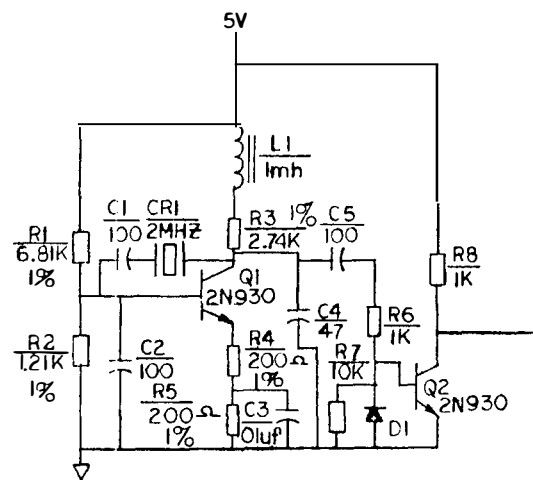 5V
L1
1mh
C1
100
CR1
2MHZ
R3 1%
2.74K
C5
100
R1
6.81K
1%
Q1
2N930
R8
1K
C4
47
R6
1K
R2
1.21K
1%
C2
100
R4
200 Ω
1%
R7
10K
Q2
2N930
R5
200 Ω
1%
C3
.01uf
D1